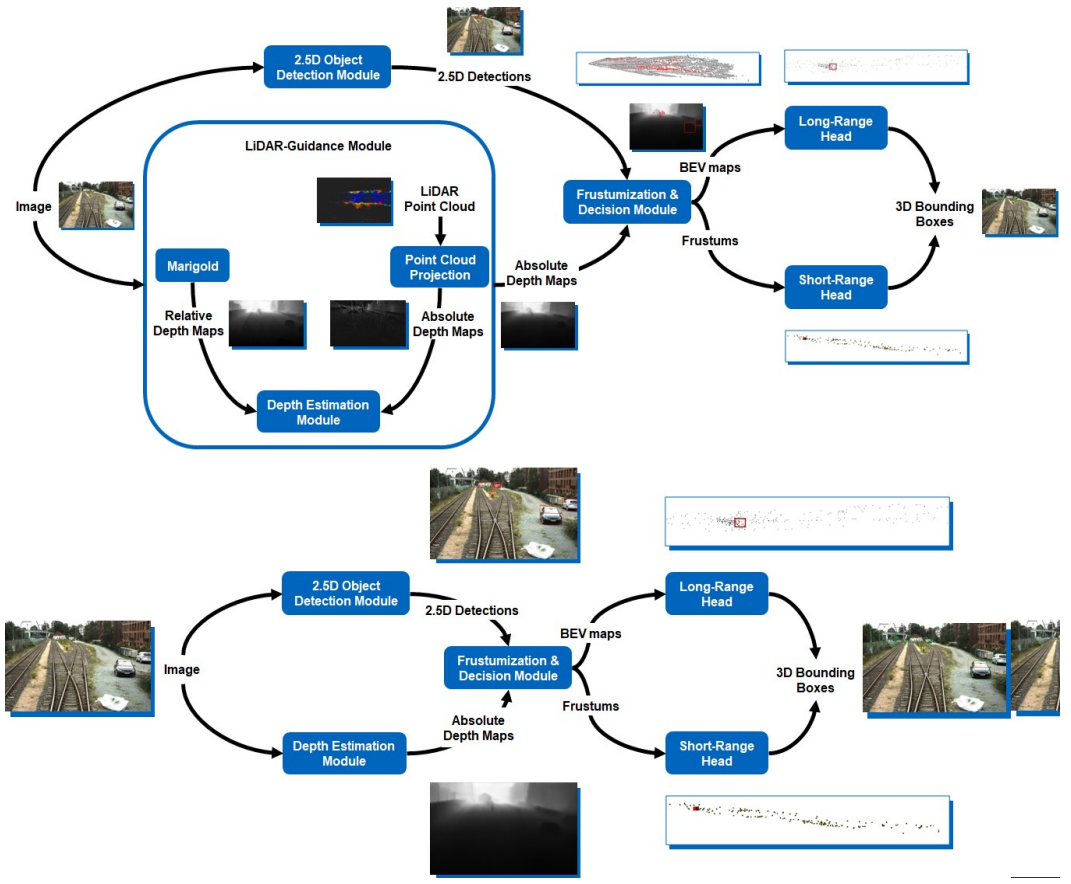 2.5D Object
Detection Module
2.5D Detections
LiDAR-Guidance Module
Long-Range
Head
BEV maps
LiDAR
Point Cloud
Image
Frustumization &
Decision Module
3D Bounding
Boxes
Frustums
Marigold
Point Cloud
Projection
Absolute
Depth Maps
Short-Range
Head
Relative
Depth Maps
Absolute
Depth Maps
Depth Estimation
Module
2.5D Object
Detection Module
2.5D Detections
Long-Range
Head
BEV maps
Image
Frustumization &
Decision Module
3D Bounding
Boxes
Frustums
Absolute
Depth Maps
Depth Estimation
Module
Short-Range
Head